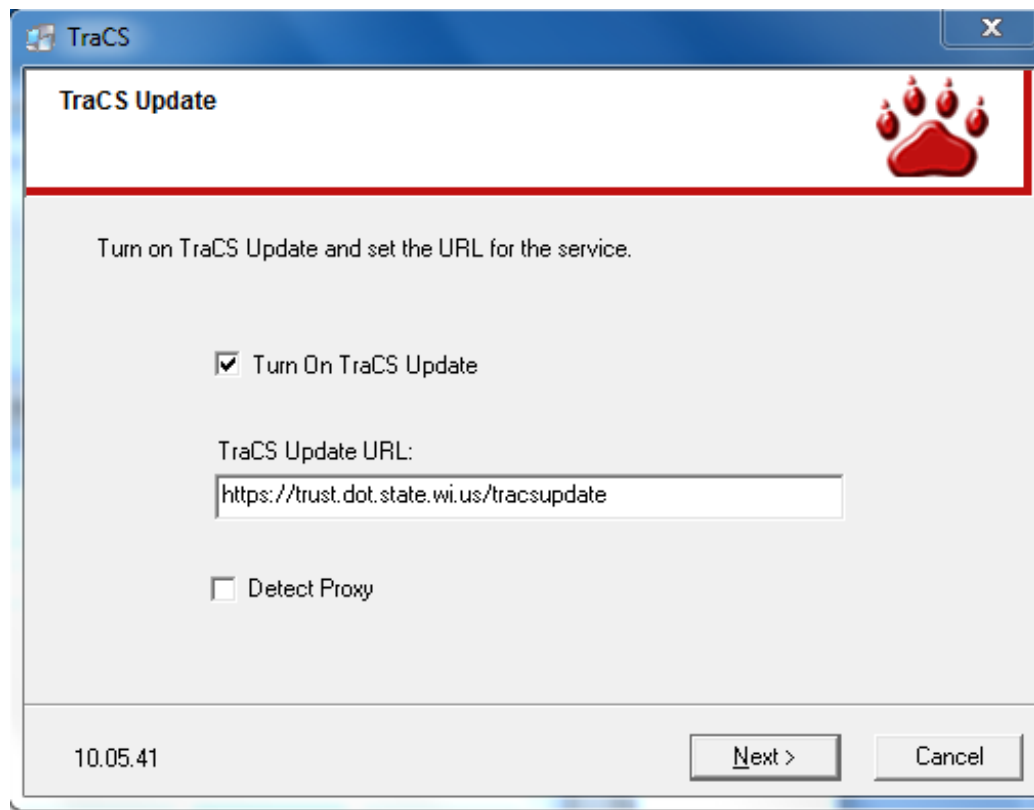 TraCS
X
TraCS Update
Turn on TraCS Update and set the URL for the service.
Turn On TraCS Update
TraCS Update URL:
https://trust.dot.state.wi.us/tracsupdate
Detect Proxy
10.05.41
Next >
Cancel